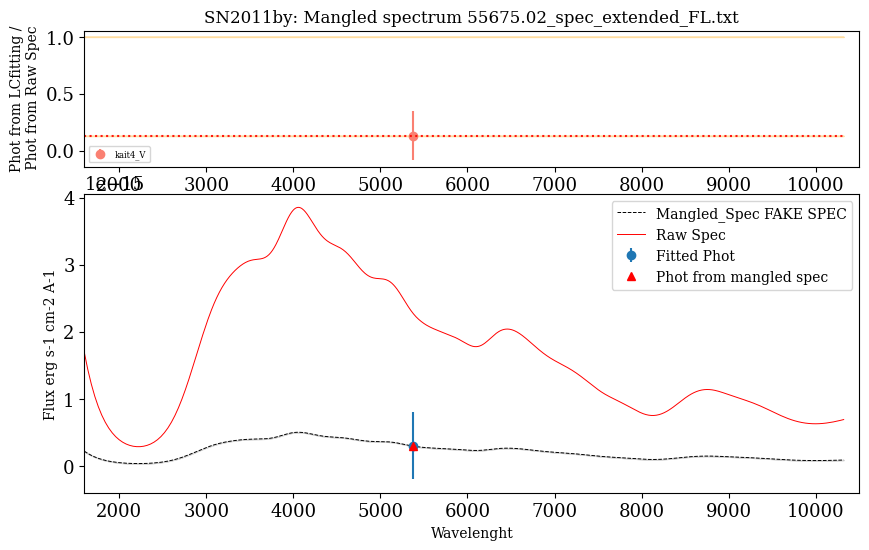 SN2011by: Mangled spectrum 55675.02_spec_extended_FL.txt
Phot from LCfitting /
Phot from Raw Spec
1.0
0.5
0.0
kait4_V
2000 3000 4000 5000 6000 7000 8000 9000 10000
1e−15
Flux erg s-1 cm-2 A-1
4
3
2
1
0
Mangled_Spec FAKE SPEC
Raw Spec
Fitted Phot
Phot from mangled spec
2000 3000 4000 5000 6000 7000 8000 9000 10000
Wavelenght